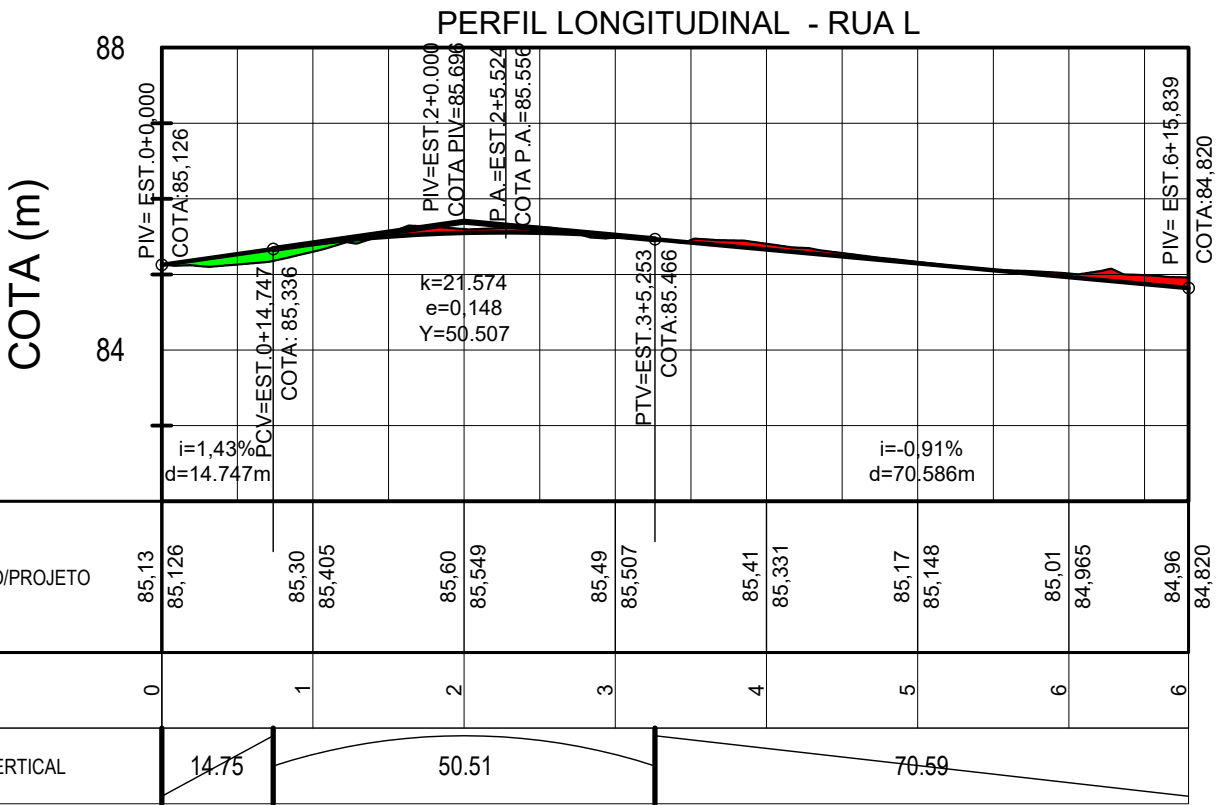 PERFIL LONGITUDINAL - RUA L
COTA (m)
88
84
PIV= EST.0+0,000
COTA:85,126
PCV=EST.0+14,747
COTA: 85,336
PIV=EST.2+0.000
COTA PIV=85.696
P.A.=EST.2+5.524
COTA P.A.=85.556
k=21.574
e=0,148
Y=50.507
PTV=EST.3+5,253
COTA:85.466
PIV= EST.6+15,839
COTA:84,820
i=1,43%
d=14.747m
i=-0,91%
d=70.586m
O/PROJETO
85,13
85,126
85,30
85,405
85,60
85,549
85,49
85,507
85,41
85,331
85,17
85,148
85,01
84,965
84,96
84,820
0
1
2
3
4
5
6
6
ERTICAL
14.75
50.51
70.59